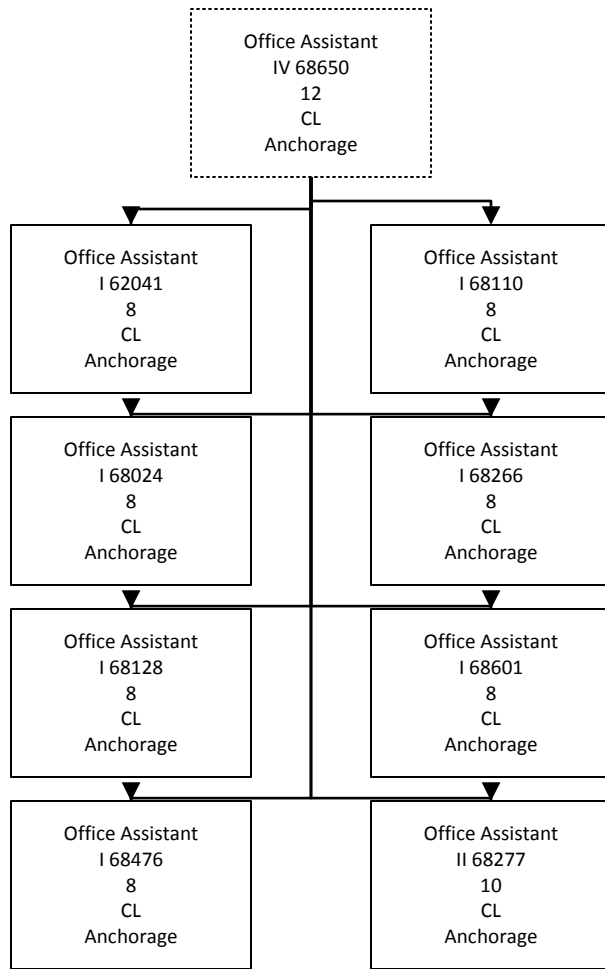 Office Assistant
IV 68650
12
CL
Anchorage
Office Assistant
I 62041
8
CL
Anchorage
Office Assistant
I 68110
8
CL
Anchorage
Office Assistant
I 68024
8
CL
Anchorage
Office Assistant
I 68266
8
CL
Anchorage
Office Assistant
I 68128
8
CL
Anchorage
Office Assistant
I 68601
8
CL
Anchorage
Office Assistant
I 68476
8
CL
Anchorage
Office Assistant
II 68277
10
CL
Anchorage